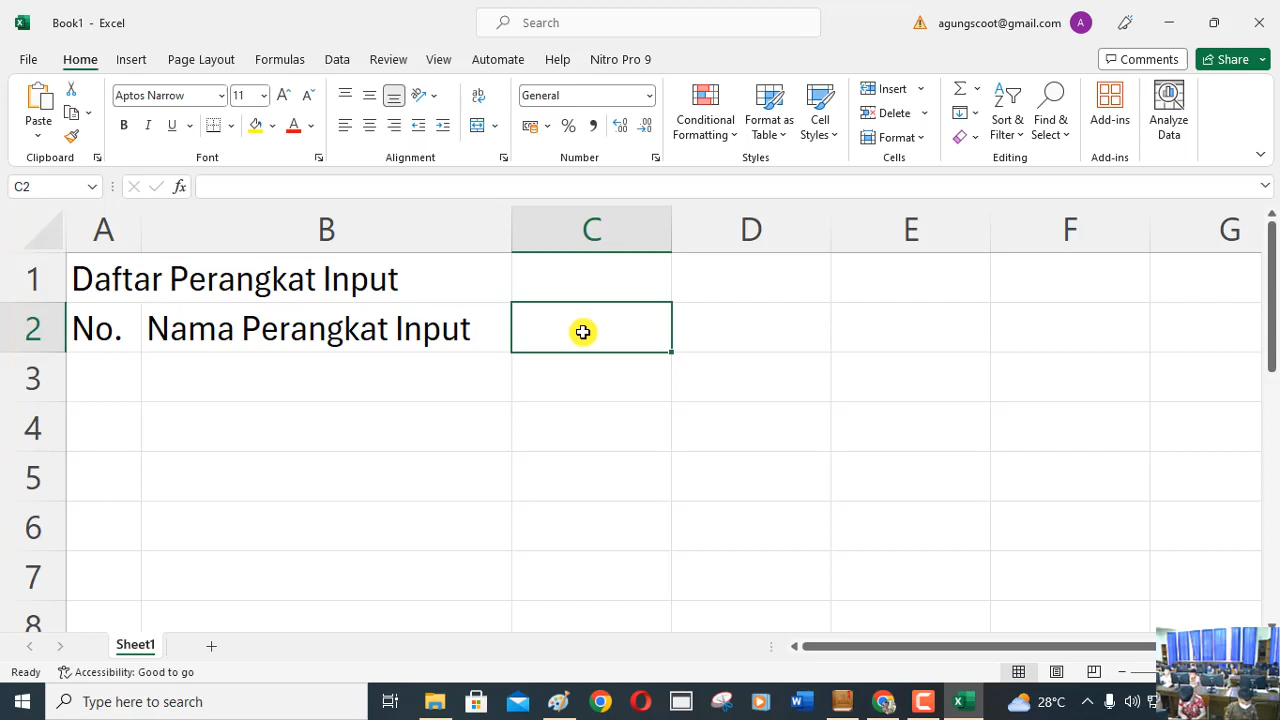 Book1 - Excel
Search
agungscoot@gmail.com
A
File
Home
Insert
Page Layout
Formulas
Data
Review
View
Automate
Help
Nitro Pro 9
Comments
Share
Paste
Aptos Narrow
11
General
Conditional
Formatting
Format as
Table
Cell
Styles
Insert
Delete
Format
Sort &
Filter
Find &
Select
Add-ins
Analyze
Data
Clipboard
Font
Alignment
Number
Styles
Cells
Editing
Add-ins
C2
fx
A B C D E F G
1 Daftar Perangkat Input
2 No. Nama Perangkat Input
3
4
5
6
7
8
Sheet1
Ready
Accessibility: Good to go
Type here to search
28°C